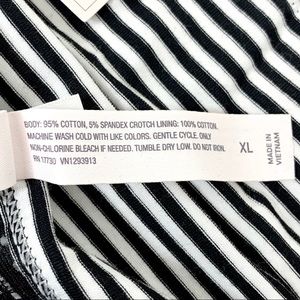 BODY: 95% COTTON, 5% SPANDEX CROTCH LINING: 100% COTTON.
MACHINE WASH COLD WITH LIKE COLORS. GENTLE CYCLE. ONLY
NON-CHLORINE BLEACH IF NEEDED. TUMBLE DRY LOW. DO NOT IRON.
RN 17730 VN1293913
XL
MADE IN
VIETNAM